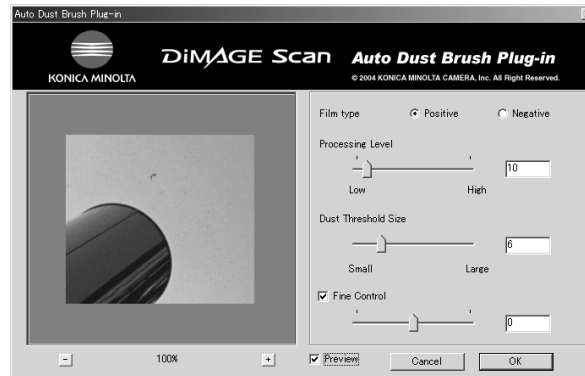 Auto Dust Brush Plug-in
KONICA MINOLTA
DiMAGE Scan
Auto Dust Brush Plug-in
© 2004 KONICA MINOLTA CAMERA, Inc. All Right Reserved.
Film type Positive Negative
Processing Level
10
Low High
Dust Threshold Size
6
Small Large
Fine Control
0
- 100% + Preview Cancel OK